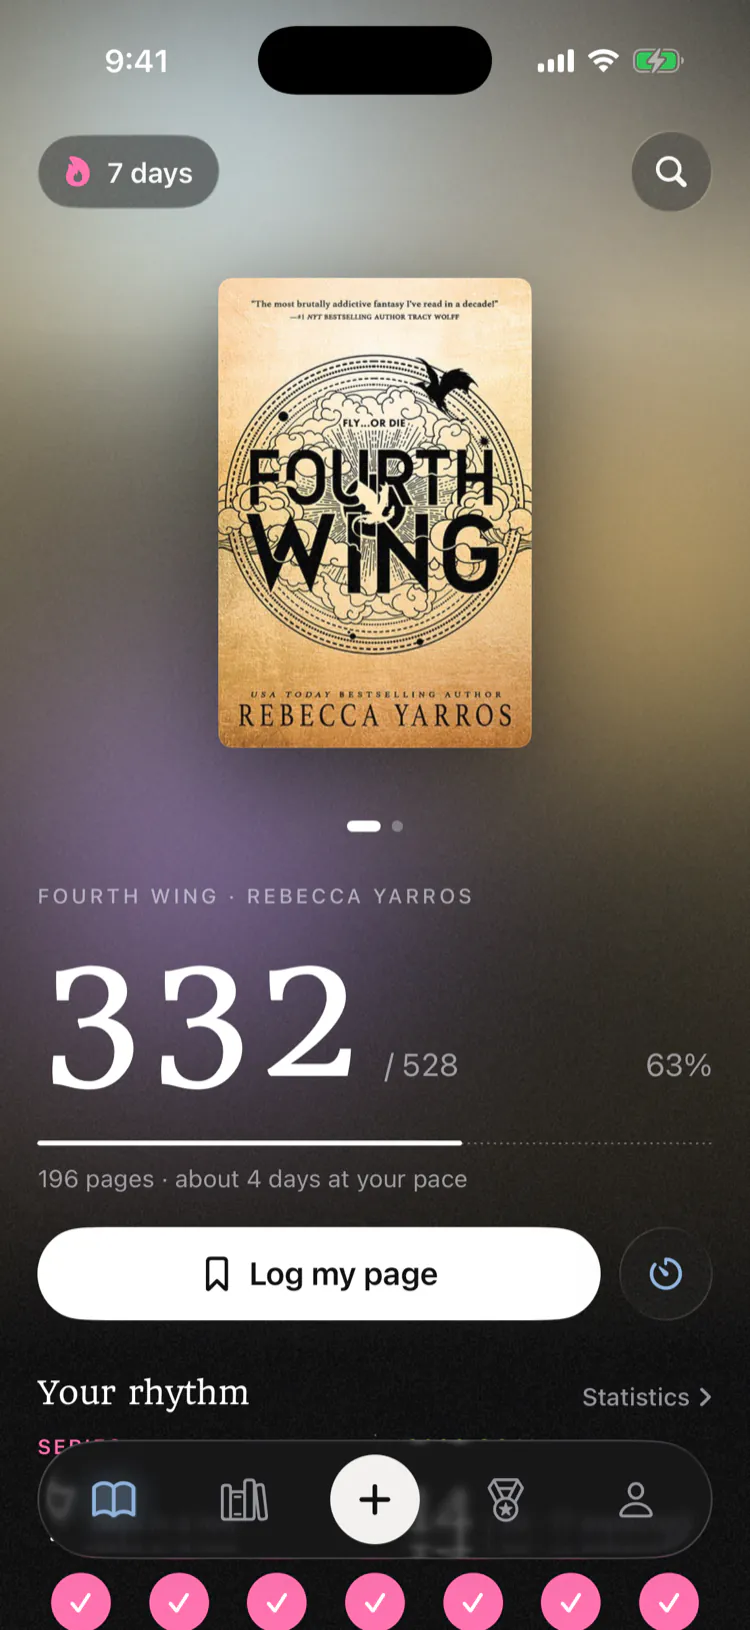 9:41
7 days
"The most brutally addictive fantasy I've read in a decade!"
—#1 NYT BESTSELLING AUTHOR TRACY WOLFF
FLY...OR DIE
FOURTH
WING
USA TODAY BESTSELLING AUTHOR
REBECCA YARROS
FOURTH WING · REBECCA YARROS
332 / 528 63%
196 pages · about 4 days at your pace
Log my page
Your rhythm
Statistics